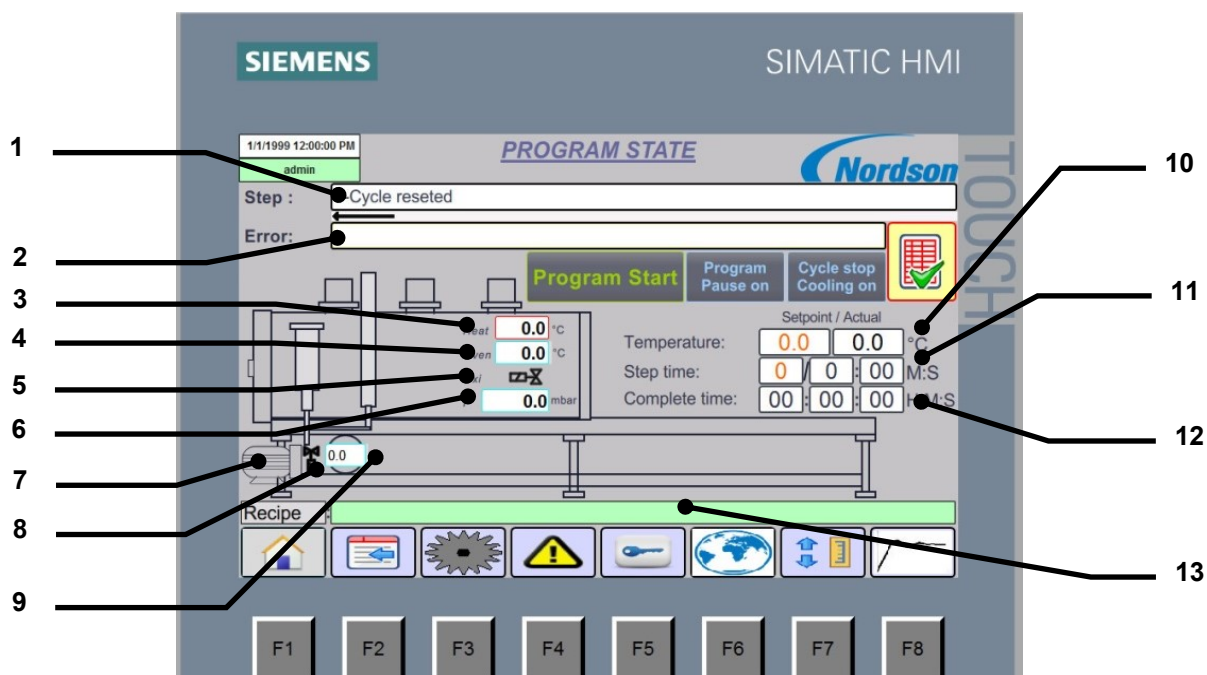 SIEMENS
SIMATIC HMI
TOUCH
1/1/1999 12:00:00 PM
admin
PROGRAM STATE
Nordson
Step :
-Cycle reseted
Error:
Program Start
Program Pause on
Cycle stop Cooling on
Setpoint / Actual
0.0 °C
0.0 °C
0.0 mbar
Temperature: 0.0 0.0 °C
Step time: 0 / 0 : 00 M:S
Complete time: 00 : 00 : 00 H:M:S
0.0
Recipe :
F1 F2 F3 F4 F5 F6 F7 F8
1
2
3
4
5
6
7
8
9
10
11
12
13